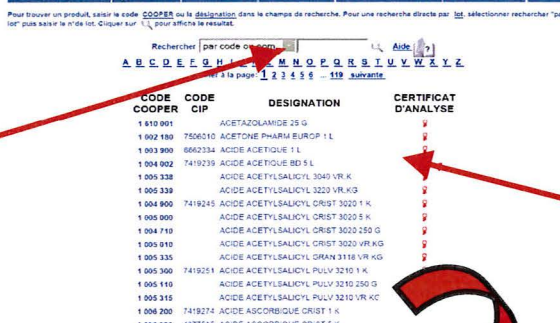 Pour trouver un produit, saisir le code COOPER ou la désignation dans le champs de recherche. Pour une recherche directe par lot, sélectionner rechercher "pa
lot" puis saisir le n°de lot. Cliquer sur pour affiche le resultat.
Rechercher par code ou nom Aide ?
A B C D E F G H M N O P Q R S T U V W X Y Z
à la page: 1 2 3 4 5 6 ... 119 suivante
CODE COOPER CODE CIP DESIGNATION CERTIFICAT D'ANALYSE
1 610 001 ACETAZOLAMIDE 25 G
1 002 180 7506010 ACETONE PHARM EUROP 1 L
1 003 900 6862334 ACIDE ACETIQUE 1 L
1 004 002 7419239 ACIDE ACETIQUE BD 5 L
1 005 338 ACIDE ACETYLSALICYL 3040 VR.K
1 005 339 ACIDE ACETYLSALICYL 3220 VR.KG
1 004 900 7419245 ACIDE ACETYLSALICYL CRIST 3020 1 K
1 005 000 ACIDE ACETYLSALICYL CRIST 3020 5 K
1 004 710 ACIDE ACETYLSALICYL CRIST 3020 250 G
1 005 010 ACIDE ACETYLSALICYL CRIST 3020 VR KG
1 005 335 ACIDE ACETYLSALICYL GRAN 3118 VR KG
1 005 300 7419251 ACIDE ACETYLSALICYL PULV 3210 1 K
1 005 110 ACIDE ACETYLSALICYL PULV 3210 250 G
1 005 315 ACIDE ACETYLSALICYL PULV 3210 VR KG
1 006 200 7419274 ACIDE ASCORBIQUE CRIST 1 K
ACIDE ASCORBIQUE CRIST 5 K